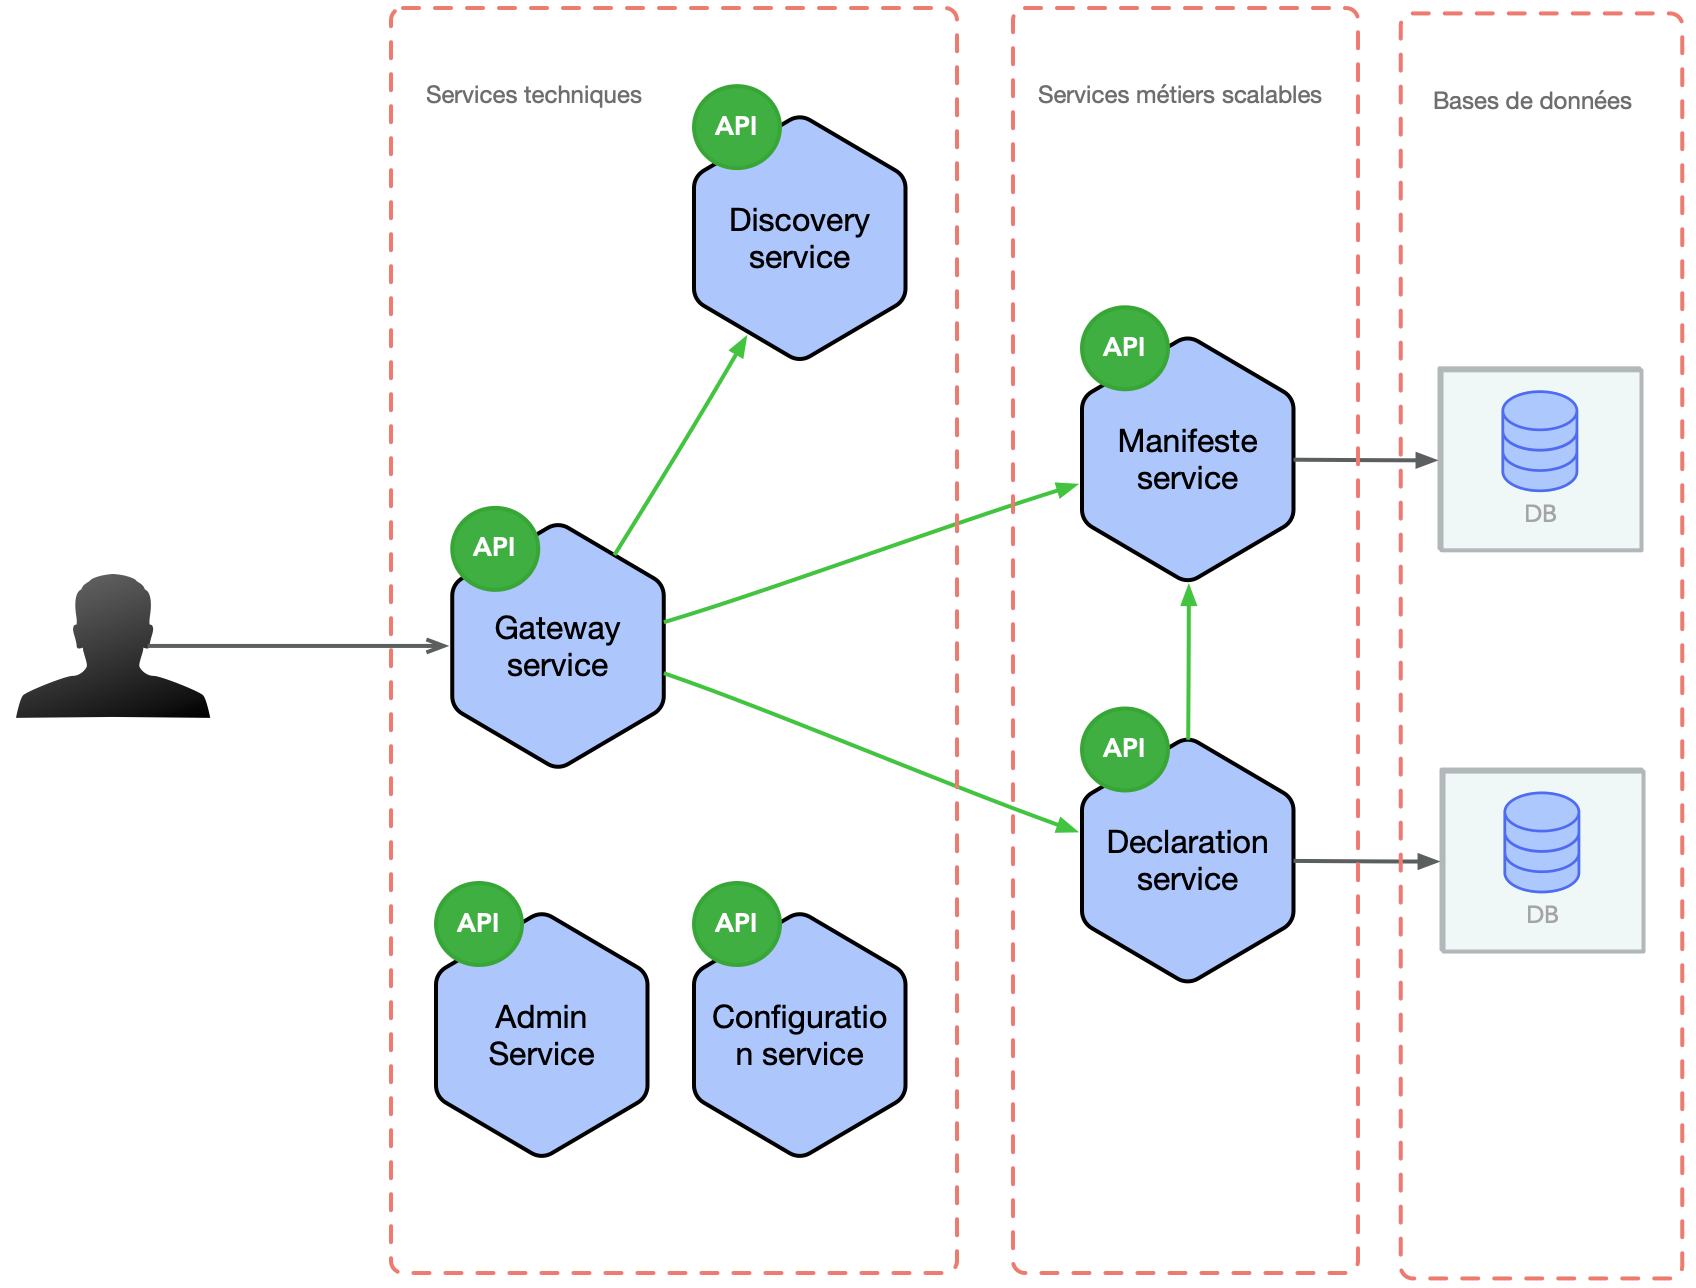 Services techniques
API
Discovery
service
API
Gateway
service
API
Admin
Service
API
Configuratio
n service
Services métiers scalables
API
Manifeste
service
API
Declaration
service
Bases de données
DB
DB